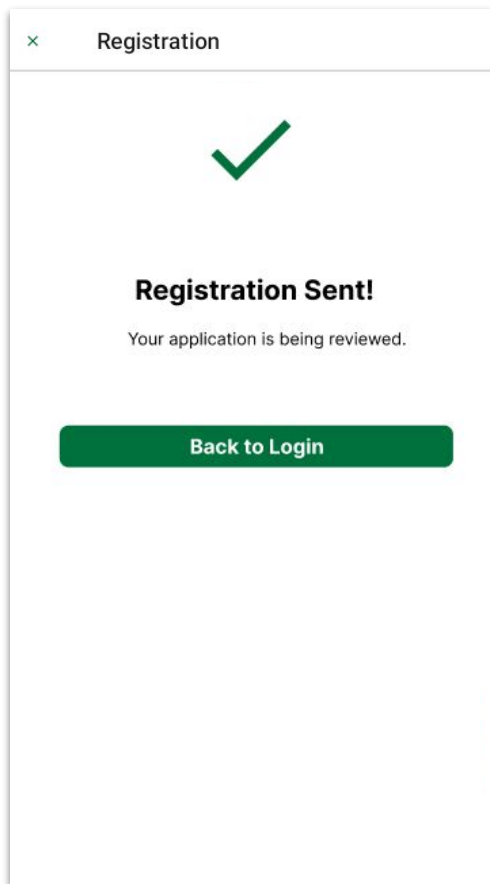 Registration
Registration Sent!
Your application is being reviewed.
Back to Login